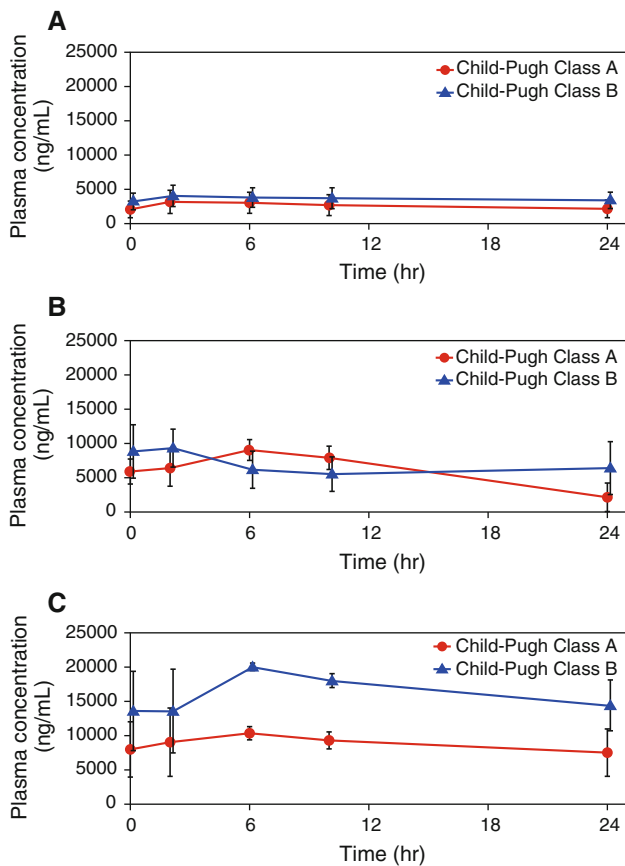 A
25000
20000
15000
10000
5000
0
Plasma concentration
(ng/mL)
Child-Pugh Class A
Child-Pugh Class B
0 6 12 18 24
Time (hr)
B
25000
20000
15000
10000
5000
0
Plasma concentration
(ng/mL)
Child-Pugh Class A
Child-Pugh Class B
0 6 12 18 24
Time (hr)
C
25000
20000
15000
10000
5000
0
Plasma concentration
(ng/mL)
Child-Pugh Class A
Child-Pugh Class B
0 6 12 18 24
Time (hr)